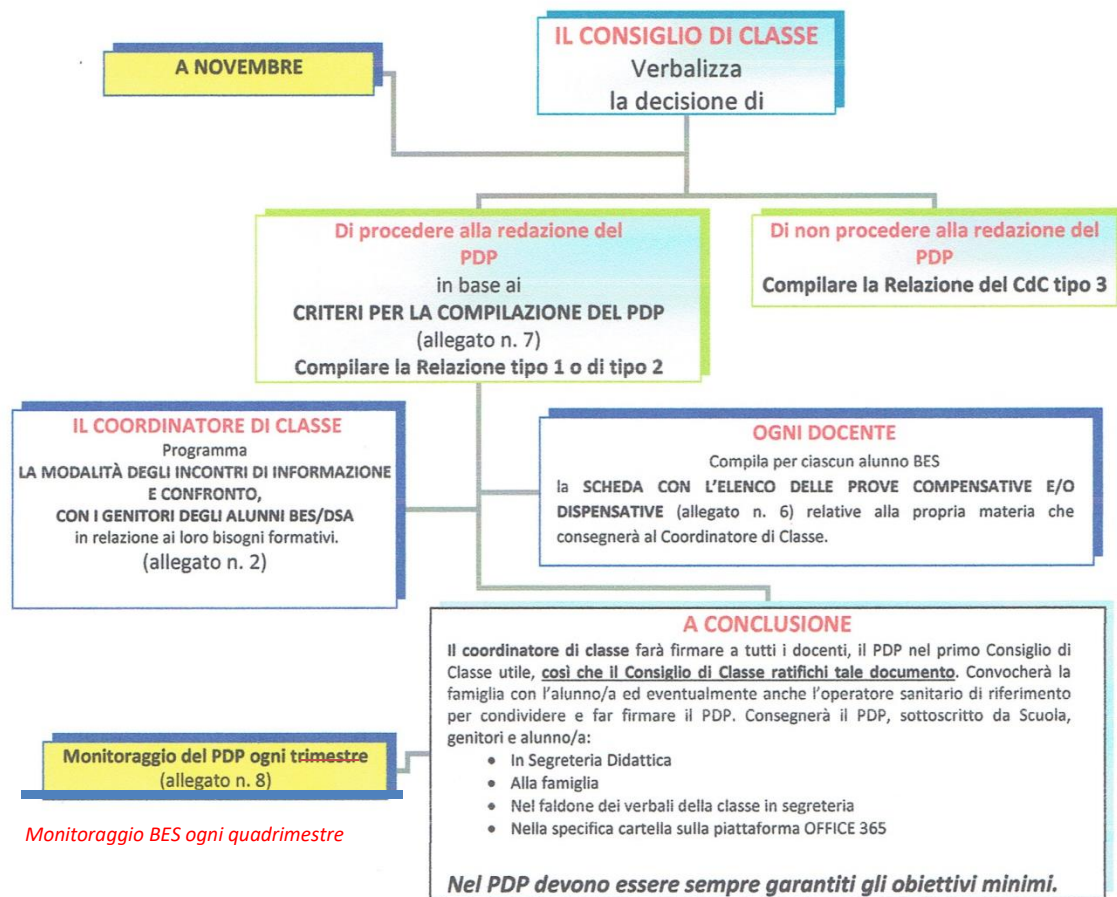 A NOVEMBRE
IL CONSIGLIO DI CLASSE
Verbalizza
la decisione di
Di procedere alla redazione del
PDP
in base ai
CRITERI PER LA COMPILAZIONE DEL PDP
(allegato n. 7)
Compilare la Relazione tipo 1 o di tipo 2
Di non procedere alla redazione del
PDP
Compilare la Relazione del CdC tipo 3
IL COORDINATORE DI CLASSE
Programma
LA MODALITÀ DEGLI INCONTRI DI INFORMAZIONE
E CONFRONTO,
CON I GENITORI DEGLI ALUNNI BES/DSA
in relazione ai loro bisogni formativi.
(allegato n. 2)
OGNI DOCENTE
Compila per ciascun alunno BES
la SCHEDA CON L'ELENCO DELLE PROVE COMPENSATIVE E/O
DISPENSATIVE (allegato n. 6) relative alla propria materia che
consegnerà al Coordinatore di Classe.
A CONCLUSIONE
Il coordinatore di classe farà firmare a tutti i docenti, il PDP nel primo Consiglio di
Classe utile, così che il Consiglio di Classe ratifichi tale documento. Convocherà la
famiglia con l'alunno/a ed eventualmente anche l'operatore sanitario di riferimento
per condividere e far firmare il PDP. Consegnerà il PDP, sottoscritto da Scuola,
genitori e alunno/a:
• In Segreteria Didattica
• Alla famiglia
• Nel faldone dei verbali della classe in segreteria
• Nella specifica cartella sulla piattaforma OFFICE 365
Nel PDP devono essere sempre garantiti gli obiettivi minimi.
Monitoraggio del PDP ogni trimestre
(allegato n. 8)
Monitoraggio BES ogni quadrimestre